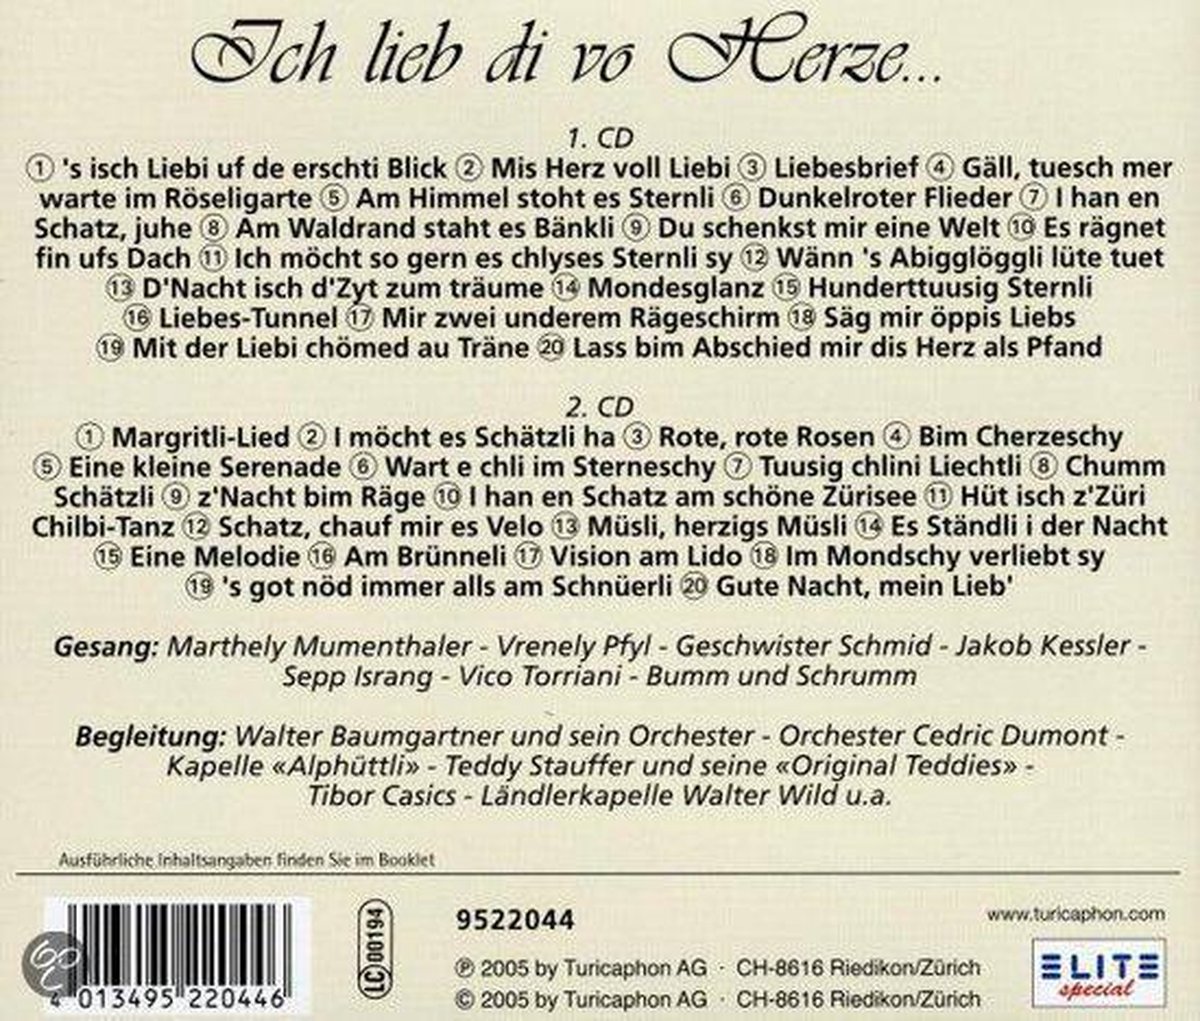 Ich lieb di vo Herze...
1. CD
① 's isch Liebi uf de erschti Blick ② Mis Herz voll Liebi ③ Liebesbrief ④ Gäll, tuesch mer
warte im Röseligarte ⑤ Am Himmel stoht es Sternli ⑥ Dunkelroter Flieder ⑦ I han en
Schatz, juhe ⑧ Am Waldrand staht es Bänkli ⑨ Du schenkst mir eine Welt ⑩ Es rägnet
fin ufs Dach ⑪ Ich möcht so gern es chlyses Sternli sy ⑫ Wänn 's Abigglöggli lüte tuet
⑬ D'Nacht isch d'Zyt zum träume ⑭ Mondesglanz ⑮ Hunderttuusig Sternli
⑯ Liebes-Tunnel ⑰ Mir zwei underem Rägeschirm ⑱ Säg mir öppis Liebs
⑲ Mit der Liebi chömed au Träne ⑳ Lass bim Abschied mir dis Herz als Pfand
2. CD
① Margritli-Lied ② I möcht es Schätzli ha ③ Rote, rote Rosen ④ Bim Cherzeschy
⑤ Eine kleine Serenade ⑥ Wart e chli im Sterneschy ⑦ Tuusig chlini Liechtli ⑧ Chumm
Schätzli ⑨ z'Nacht bim Räge ⑩ I han en Schatz am schöne Zürisee ⑪ Hüt isch z'Züri
Chilbi-Tanz ⑫ Schatz, chauf mir es Velo ⑬ Müsli, herzigs Müsli ⑭ Es Ständli i der Nacht
⑮ Eine Melodie ⑯ Am Brünneli ⑰ Vision am Lido ⑱ Im Mondschy verliebt sy
⑲ 's got nöd immer alls am Schnüerli ⑳ Gute Nacht, mein Lieb'
Gesang: Marthely Mumenthaler - Vrenely Pfyl - Geschwister Schmid - Jakob Kessler -
Sepp Israng - Vico Torriani - Bumm und Schrumm
Begleitung: Walter Baumgartner und sein Orchester - Orchester Cedric Dumont -
Kapelle «Alphüttli» - Teddy Stauffer und seine «Original Teddies» -
Tibor Casics - Ländlerkapelle Walter Wild u.a.
Ausführliche Inhaltsangaben finden Sie im Booklet
4 013495 220446
LC 00194
9522044
℗ 2005 by Turicaphon AG · CH-8616 Riedikon/Zürich
© 2005 by Turicaphon AG · CH-8616 Riedikon/Zürich
www.turicaphon.com
ELITE
special